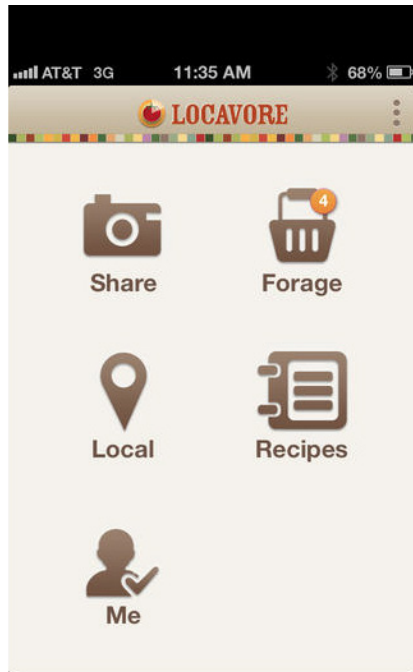 AT&T 3G 11:35 AM 68%
LOCAVORE
4
Share Forage
Local Recipes
Me